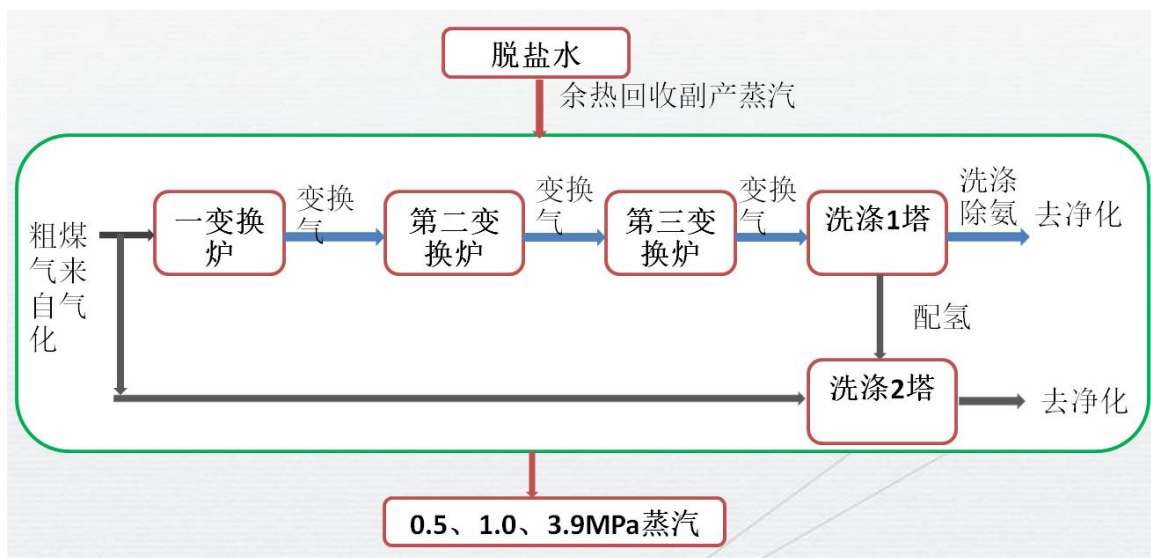 脱盐水
余热回收副产蒸汽
粗煤
气来
自气
化
一变换
炉
变换
气
第二变
换炉
变换
气
第三变
换炉
变换
气
洗涤1塔
洗涤
除氨
去净化
配氢
洗涤2塔
去净化
0.5、1.0、3.9MPa蒸汽